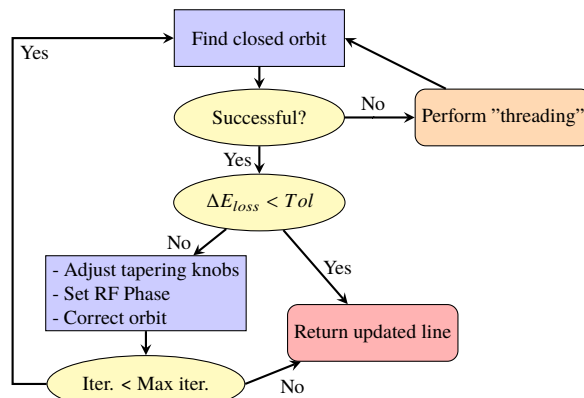 Find closed orbit
Yes
Successful?
No
Perform ”threading”
Yes
ΔE_loss < Tol
No
Yes
- Adjust tapering knobs
- Set RF Phase
- Correct orbit
Return updated line
Iter. < Max iter.
No